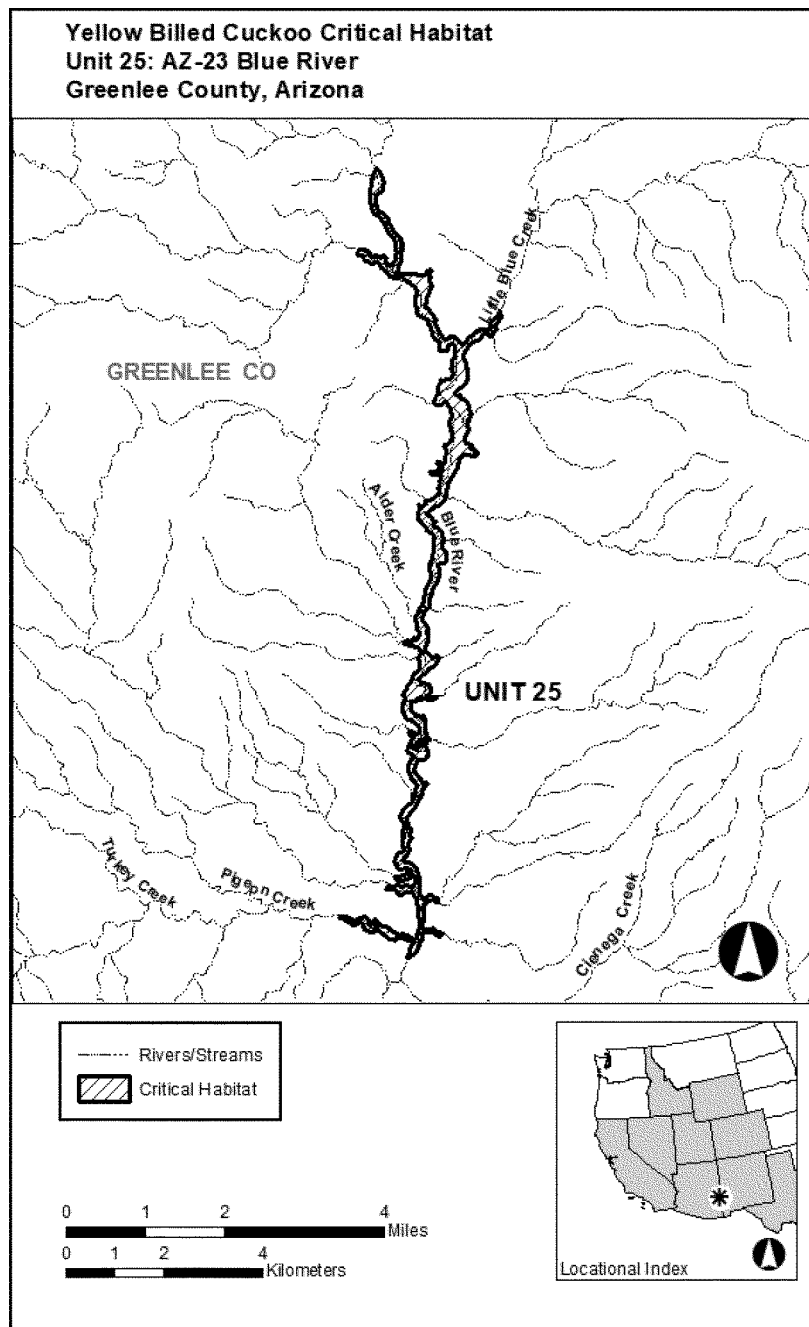 Yellow Billed Cuckoo Critical Habitat
Unit 25: AZ-23 Blue River
Greenlee County, Arizona
Little Blue Creek
GREENLEE CO
Alder Creek
Blue River
UNIT 25
Turkey Creek
Pigeon Creek
Cienega Creek
Rivers/Streams
Critical Habitat
0 1 2 4
Miles
0 1 2 4
Kilometers
Locational Index